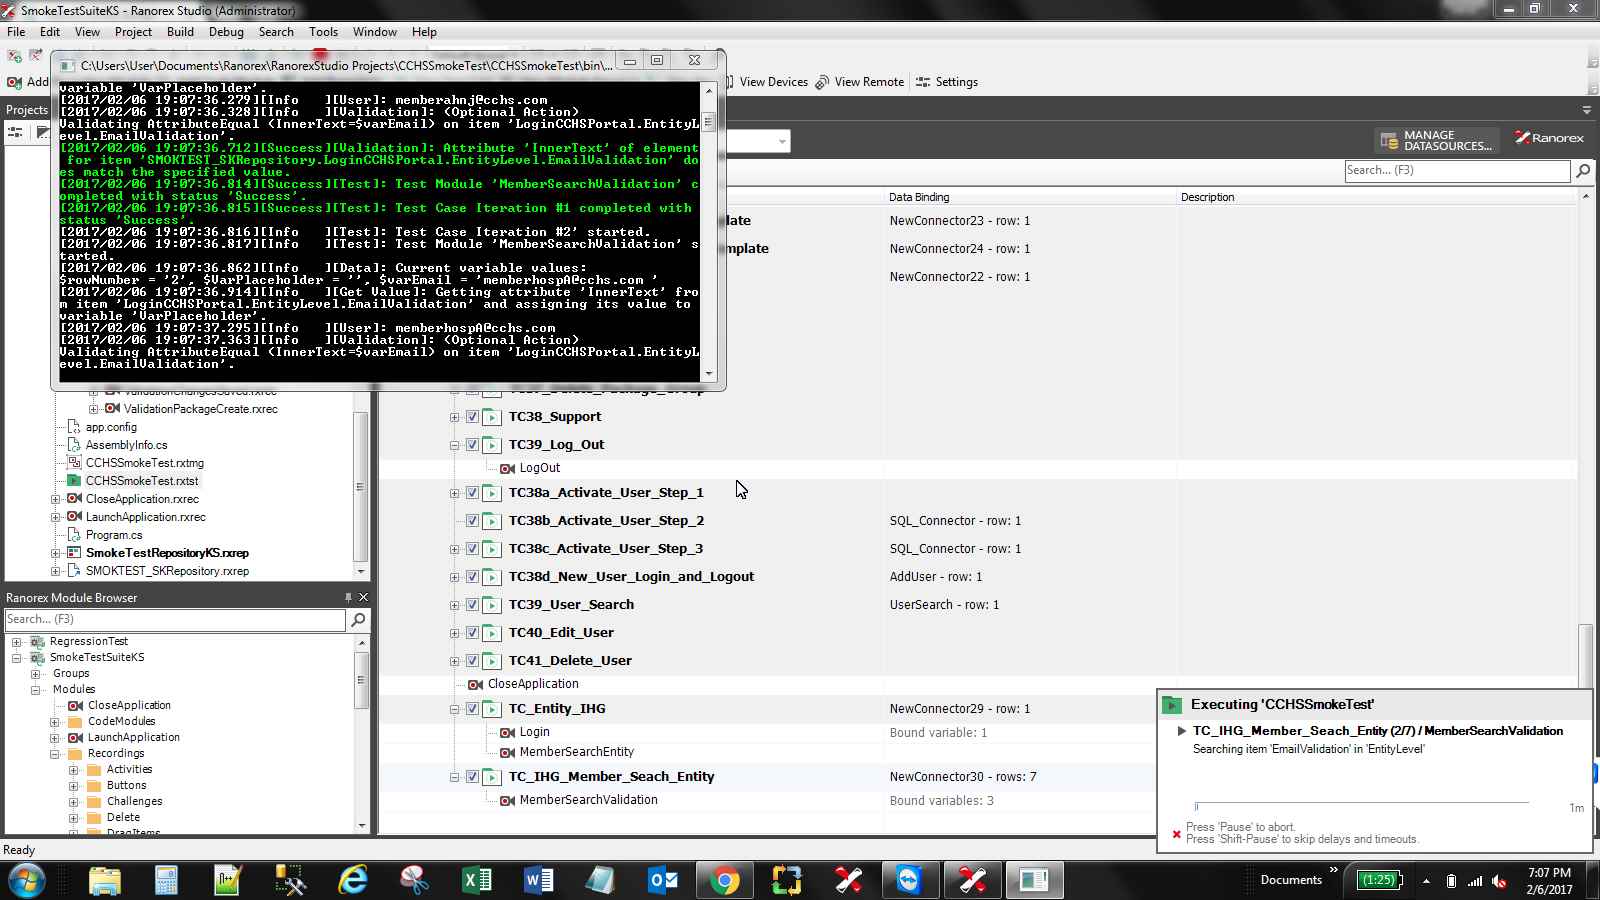 SmokeTestSuiteKS - Ranorex Studio (Administrator)
File Edit View Project Build Debug Search Tools Window Help
C:\Users\User\Documents\Ranorex\RanorexStudio Projects\CCHSSmokeTest\CCHSSmokeTest\bin\...
Add
View Devices View Remote Settings
variable 'VarPlaceholder'.
[2017/02/06 19:07:36.279][Info   ][User]: memberahnj@cchs.com
[2017/02/06 19:07:36.328][Info   ][Validation]: (Optional Action)
Validating AttributeEqual (InnerText=$varEmail) on item 'LoginCCHSPortal.EntityL
evel.EmailValidation'.
[2017/02/06 19:07:36.712][Success][Validation]: Attribute 'InnerText' of element
for item 'SMOKTEST_SKRepository.LoginCCHSPortal.EntityLevel.EmailValidation' do
es match the specified value.
[2017/02/06 19:07:36.814][Success][Test]: Test Module 'MemberSearchValidation' c
ompleted with status 'Success'.
[2017/02/06 19:07:36.815][Success][Test]: Test Case Iteration #1 completed with
status 'Success'.
[2017/02/06 19:07:36.816][Info   ][Test]: Test Case Iteration #2' started.
[2017/02/06 19:07:36.817][Info   ][Test]: Test Module 'MemberSearchValidation' s
tarted.
[2017/02/06 19:07:36.862][Info   ][Data]: Current variable values:
$rowNumber = '2', $VarPlaceholder = '', $varEmail = 'memberhospA@cchs.com '
[2017/02/06 19:07:36.914][Info   ][Get Value]: Getting attribute 'InnerText' fro
m item 'LoginCCHSPortal.EntityLevel.EmailValidation' and assigning its value to
variable 'VarPlaceholder'.
[2017/02/06 19:07:37.295][Info   ][User]: memberhospA@cchs.com
[2017/02/06 19:07:37.363][Info   ][Validation]: (Optional Action)
Validating AttributeEqual (InnerText=$varEmail) on item 'LoginCCHSPortal.EntityL
evel.EmailValidation'.
Projects
MANAGE
DATASOURCES...
Ranorex
Search... (F3)
Data Binding Description
late NewConnector23 - row: 1
mplate NewConnector24 - row: 1
NewConnector22 - row: 1
ValidationPackageCreate.rxrec
app.config
AssemblyInfo.cs
CCHSSmokeTest.rxtmg
CCHSSmokeTest.rxtst
CloseApplication.rxrec
LaunchApplication.rxrec
Program.cs
SmokeTestRepositoryKS.rxrep
SMOKTEST_SKRepository.rxrep
TC38_Support
TC39_Log_Out
LogOut
TC38a_Activate_User_Step_1
TC38b_Activate_User_Step_2 SQL_Connector - row: 1
TC38c_Activate_User_Step_3 SQL_Connector - row: 1
TC38d_New_User_Login_and_Logout AddUser - row: 1
TC39_User_Search UserSearch - row: 1
TC40_Edit_User
TC41_Delete_User
CloseApplication
TC_Entity_IHG NewConnector29 - row: 1
Login Bound variable: 1
MemberSearchEntity
TC_IHG_Member_Seach_Entity NewConnector30 - rows: 7
MemberSearchValidation Bound variables: 3
Ranorex Module Browser
Search... (F3)
RegressionTest
SmokeTestSuiteKS
Groups
Modules
CloseApplication
CodeModules
LaunchApplication
Recordings
Activities
Buttons
Challenges
Delete
DragItems
Executing 'CCHSSmokeTest'
TC_IHG_Member_Seach_Entity (2/7) / MemberSearchValidation
Searching item 'EmailValidation' in 'EntityLevel'
1m
Press 'Pause' to abort.
Press 'Shift-Pause' to skip delays and timeouts.
Ready
Documents
(1:25)
7:07 PM
2/6/2017